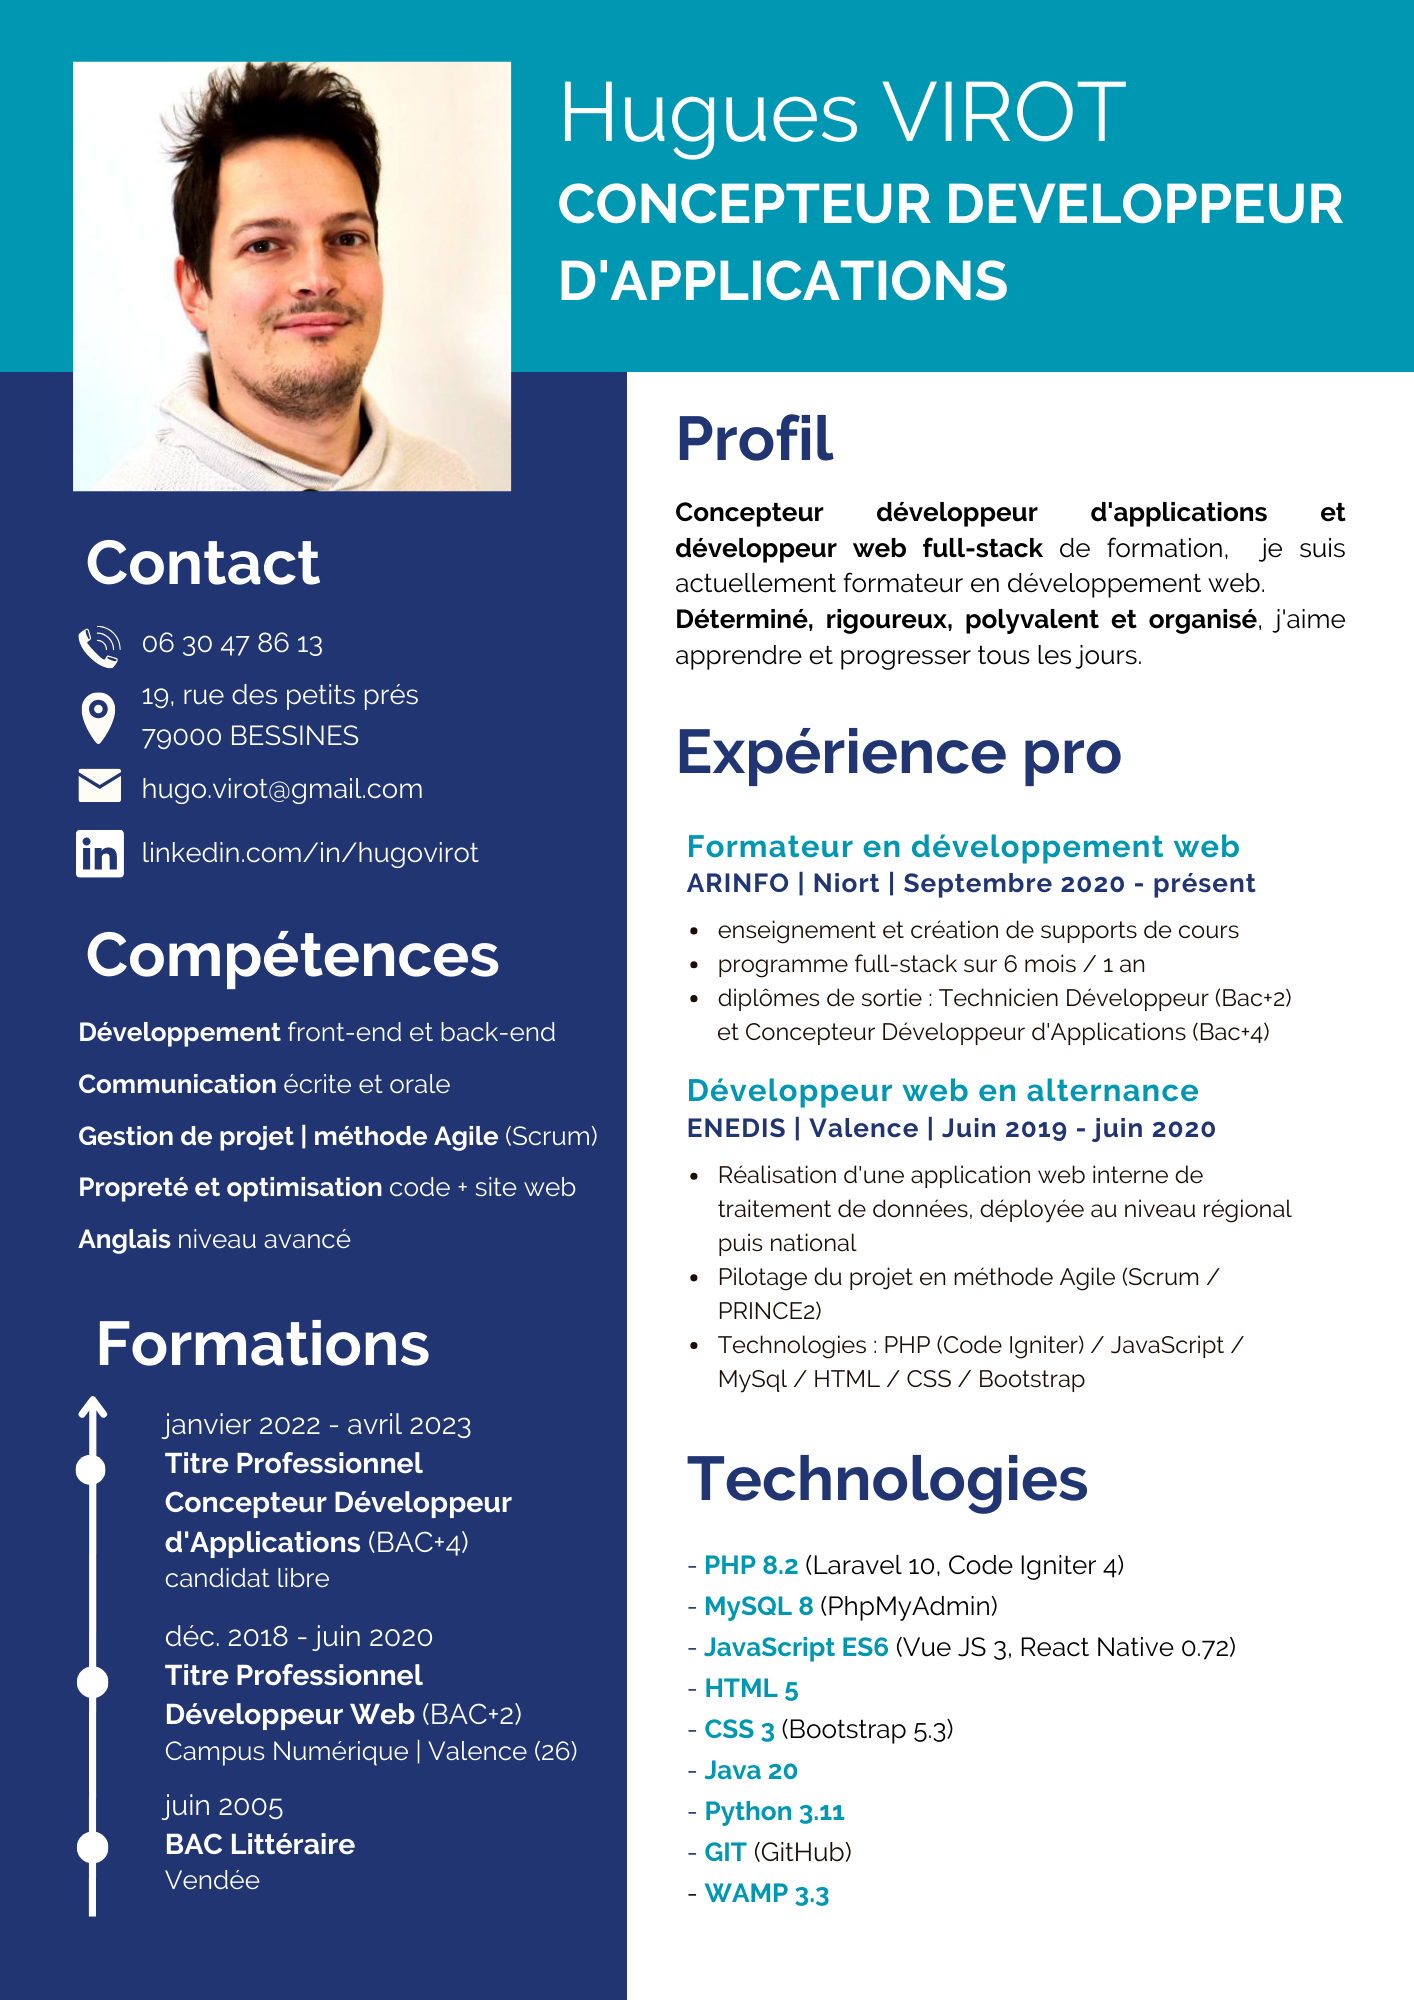 Hugues VIROT
CONCEPTEUR DEVELOPPEUR
D'APPLICATIONS
Contact
06 30 47 86 13
19, rue des petits prés
79000 BESSINES
hugo.virot@gmail.com
in linkedin.com/in/hugovirot
Compétences
Développement front-end et back-end
Communication écrite et orale
Gestion de projet | méthode Agile (Scrum)
Propreté et optimisation code + site web
Anglais niveau avancé
Formations
janvier 2022 - avril 2023
Titre Professionnel
Concepteur Développeur
d'Applications (BAC+4)
candidat libre
déc. 2018 - juin 2020
Titre Professionnel
Développeur Web (BAC+2)
Campus Numérique | Valence (26)
juin 2005
BAC Littéraire
Vendée
Profil
Concepteur développeur d'applications et
développeur web full-stack de formation, je suis
actuellement formateur en développement web.
Déterminé, rigoureux, polyvalent et organisé, j'aime
apprendre et progresser tous les jours.
Expérience pro
Formateur en développement web
ARINFO | Niort | Septembre 2020 - présent
• enseignement et création de supports de cours
• programme full-stack sur 6 mois / 1 an
• diplômes de sortie : Technicien Développeur (Bac+2)
et Concepteur Développeur d'Applications (Bac+4)
Développeur web en alternance
ENEDIS | Valence | Juin 2019 - juin 2020
• Réalisation d'une application web interne de
traitement de données, déployée au niveau régional
puis national
• Pilotage du projet en méthode Agile (Scrum /
PRINCE2)
• Technologies : PHP (Code Igniter) / JavaScript /
MySql / HTML / CSS / Bootstrap
Technologies
- PHP 8.2 (Laravel 10, Code Igniter 4)
- MySQL 8 (PhpMyAdmin)
- JavaScript ES6 (Vue JS 3, React Native 0.72)
- HTML 5
- CSS 3 (Bootstrap 5.3)
- Java 20
- Python 3.11
- GIT (GitHub)
- WAMP 3.3